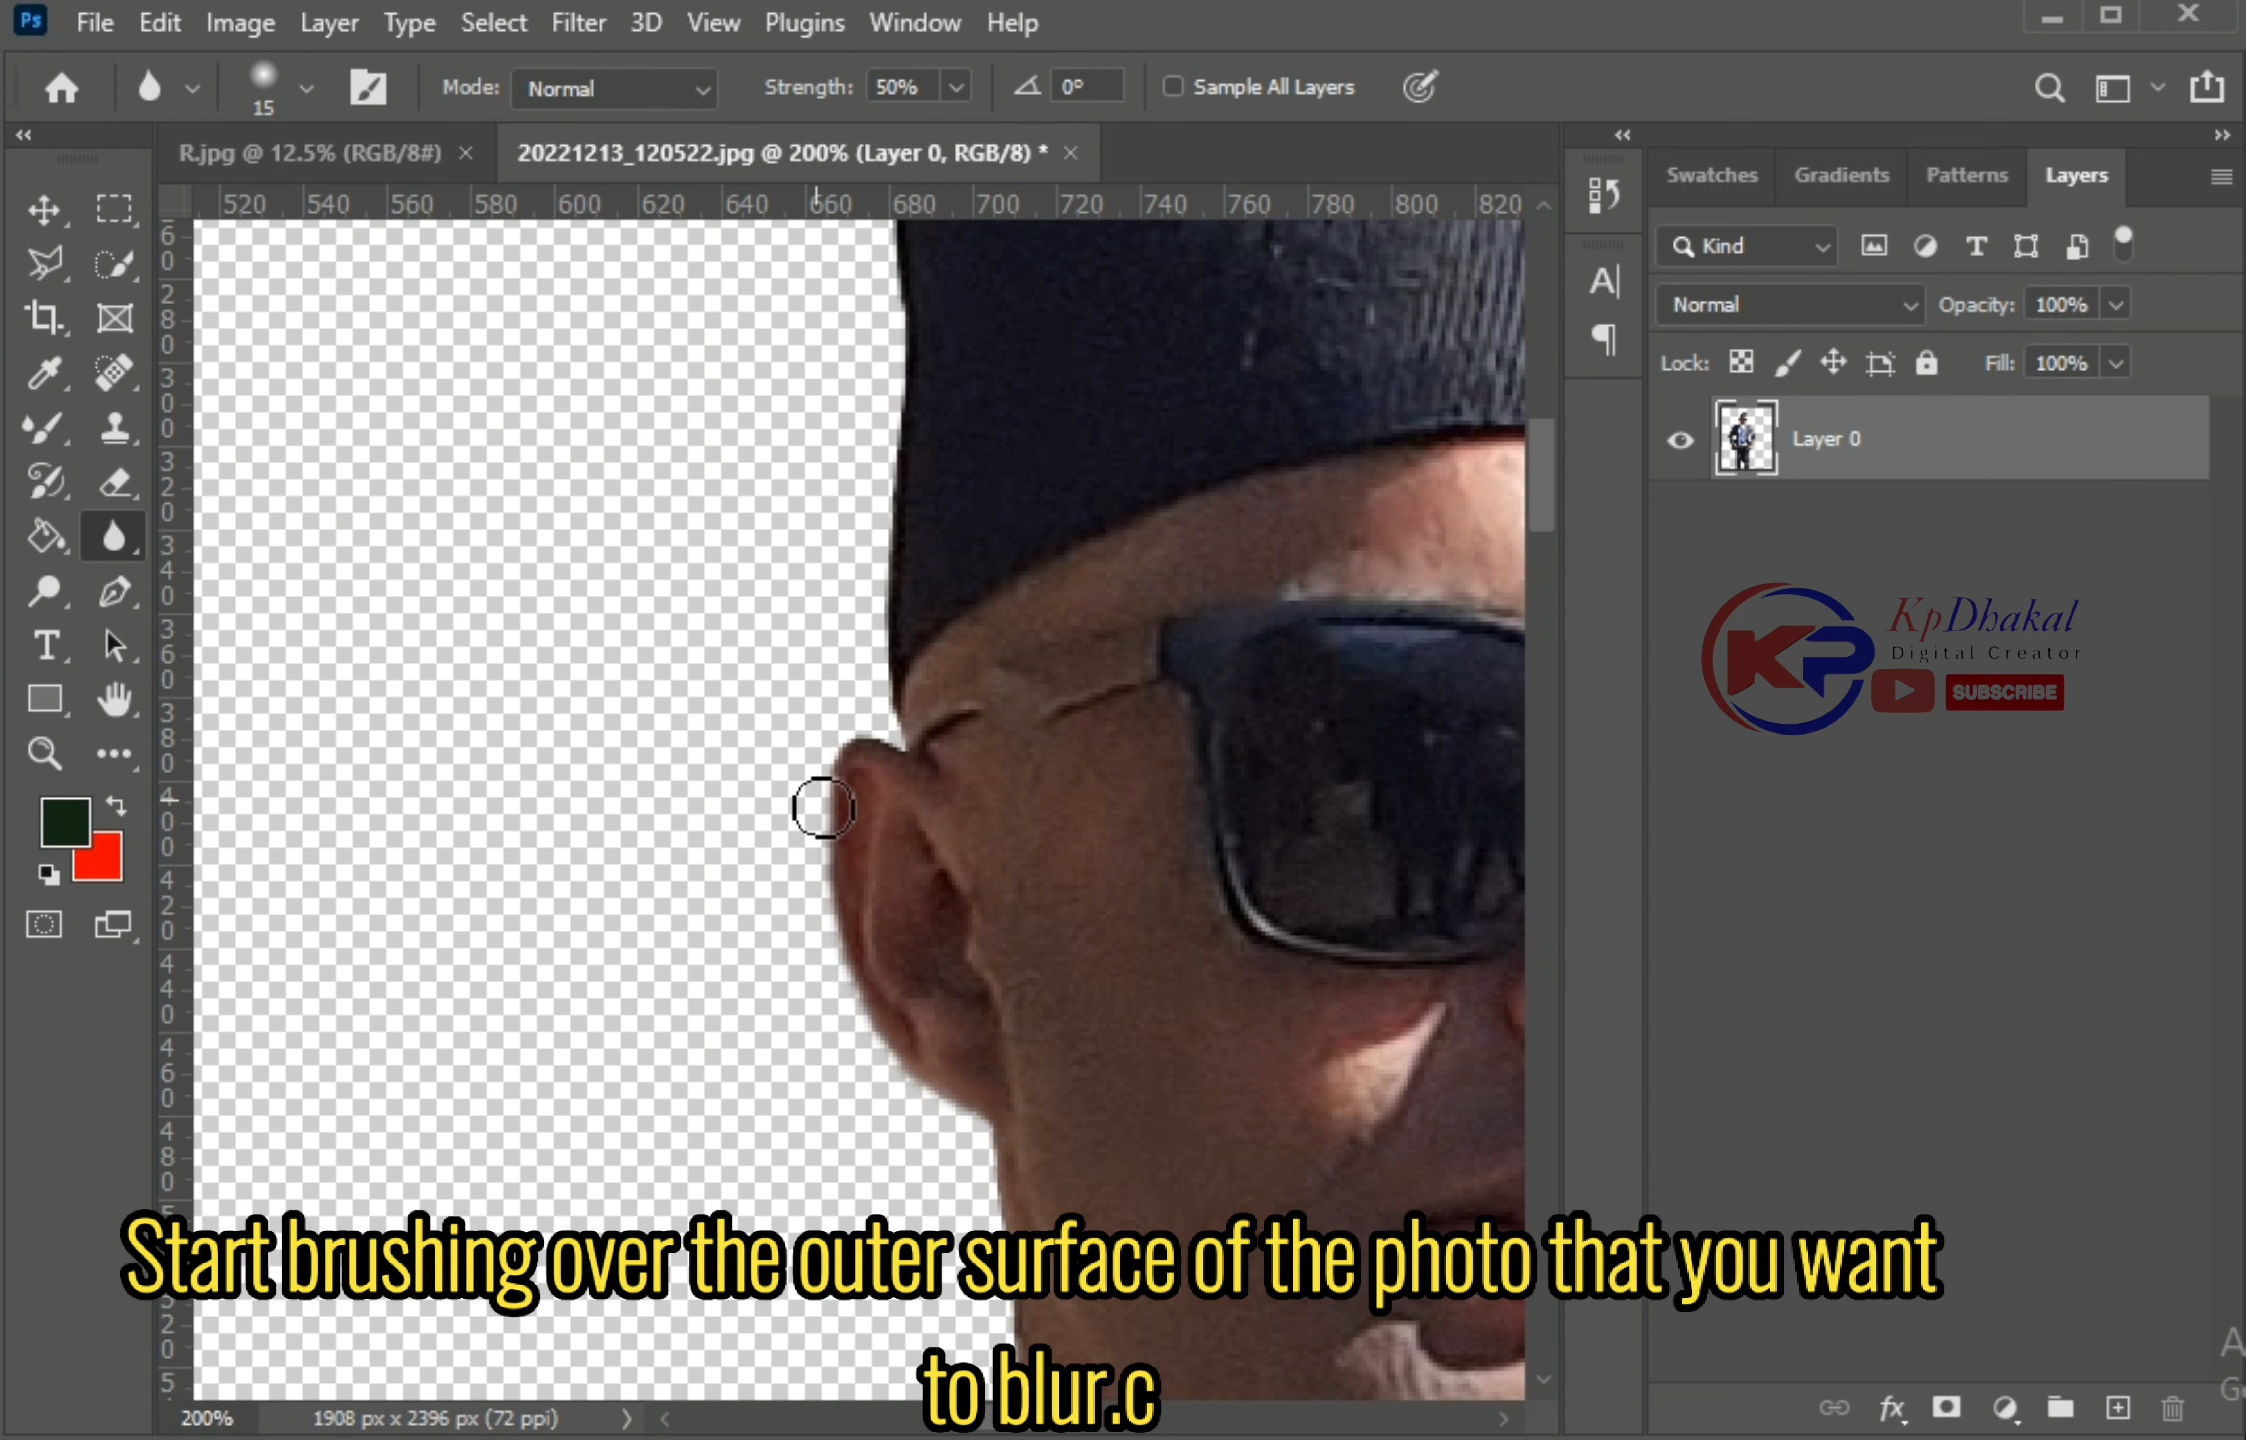 Ps File Edit Image Layer Type Select Filter 3D View Plugins Window Help
15 Mode: Normal Strength: 50% 0° Sample All Layers
R.jpg @ 12.5% (RGB/8#) × 20221213_120522.jpg @ 200% (Layer 0, RGB/8) * ×
Swatches Gradients Patterns Layers
520 540 560 580 600 620 640 660 680 700 720 740 760 780 800 820
Kind
Normal Opacity: 100%
Lock: Fill: 100%
Layer 0
KP
KpDhakal
Digital Creator
SUBSCRIBE
Start brushing over the outer surface of the photo that you want
to blur.c
200% 1908 px x 2396 px (72 ppi)
fx